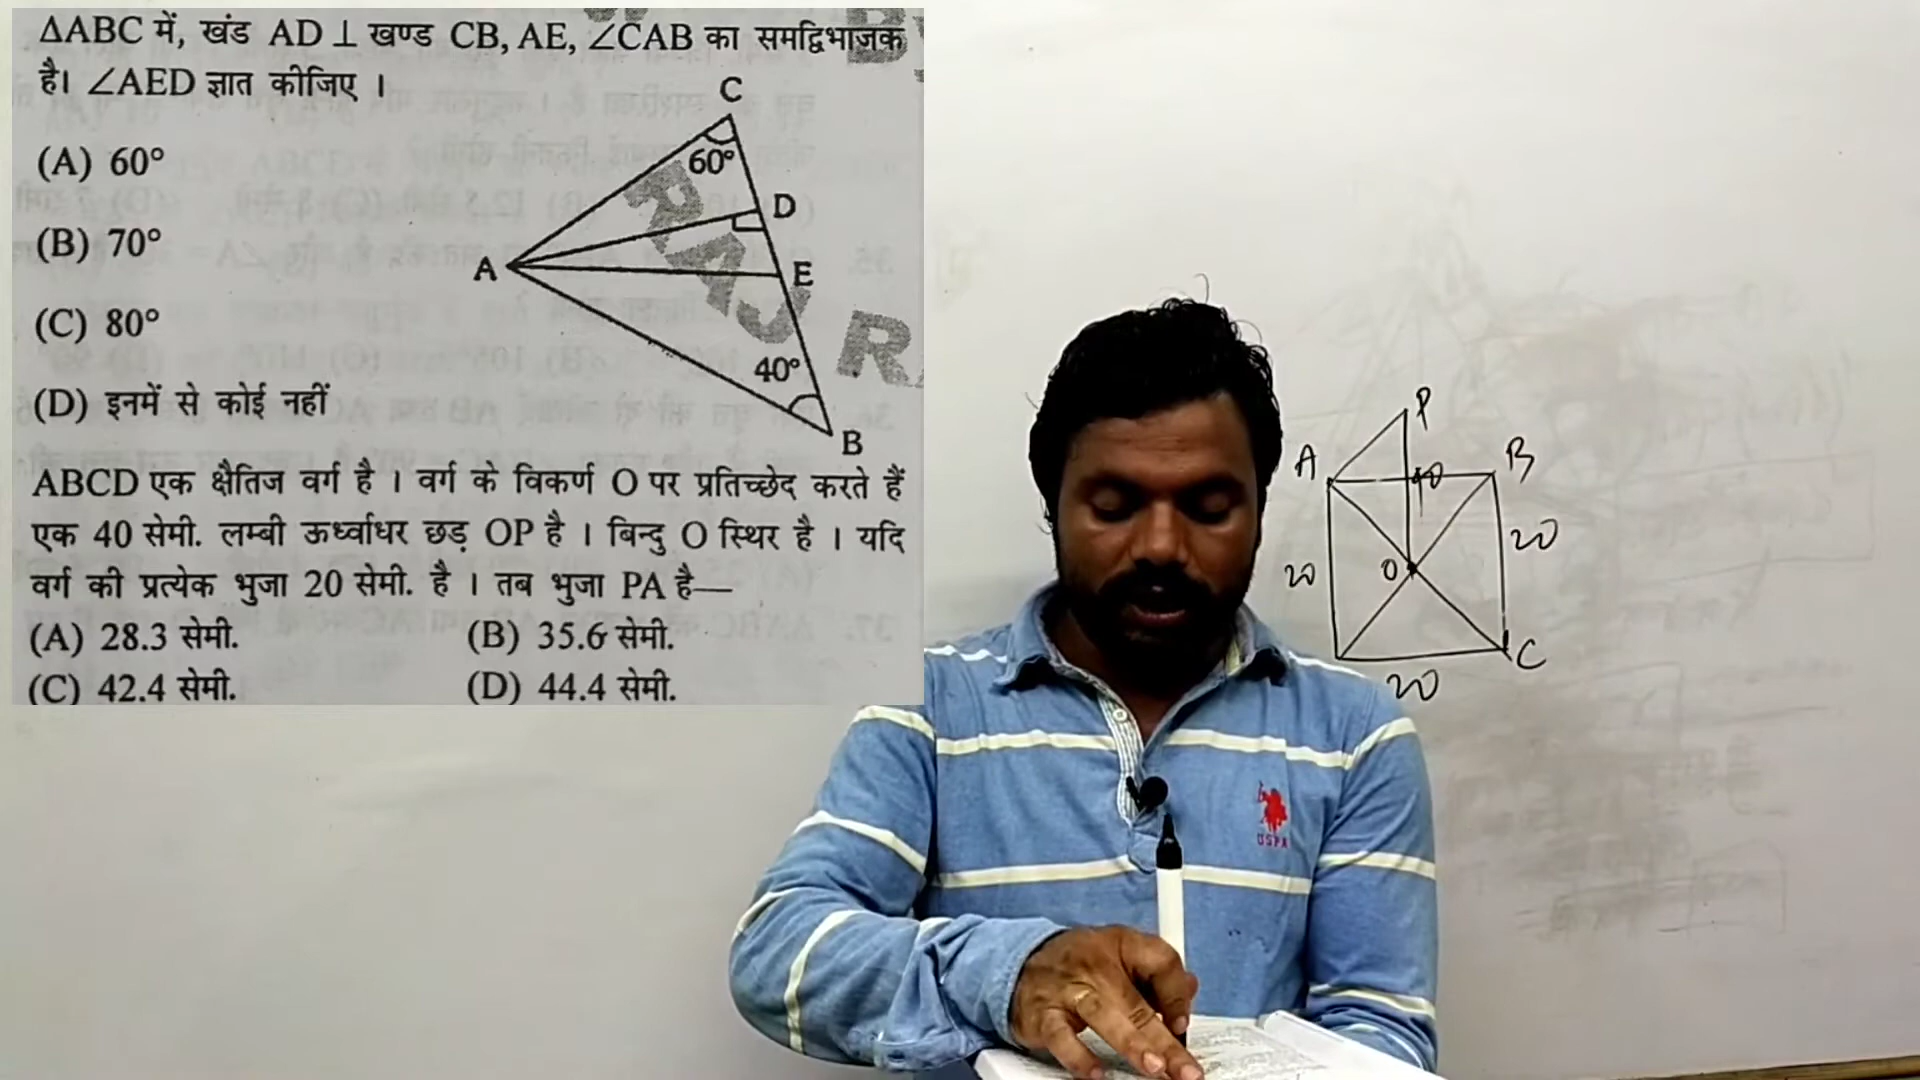 ΔABC में, खंड AD ⊥ खण्ड CB, AE, ∠CAB का समद्विभाजक
है। ∠AED ज्ञात कीजिए ।
(A) 60°
(B) 70°
(C) 80°
(D) इनमें से कोई नहीं
C
60°
D
A
E
40°
B
RAJ
R
ABCD एक क्षैतिज वर्ग है । वर्ग के विकर्ण O पर प्रतिच्छेद करते हैं
एक 40 सेमी. लम्बी ऊर्ध्वाधर छड़ OP है । बिन्दु O स्थिर है । यदि
वर्ग की प्रत्येक भुजा 20 सेमी. है । तब भुजा PA है—
(A) 28.3 सेमी. (B) 35.6 सेमी.
(C) 42.4 सेमी. (D) 44.4 सेमी.
P
A
40
B
20
O
20
C
20
USPA